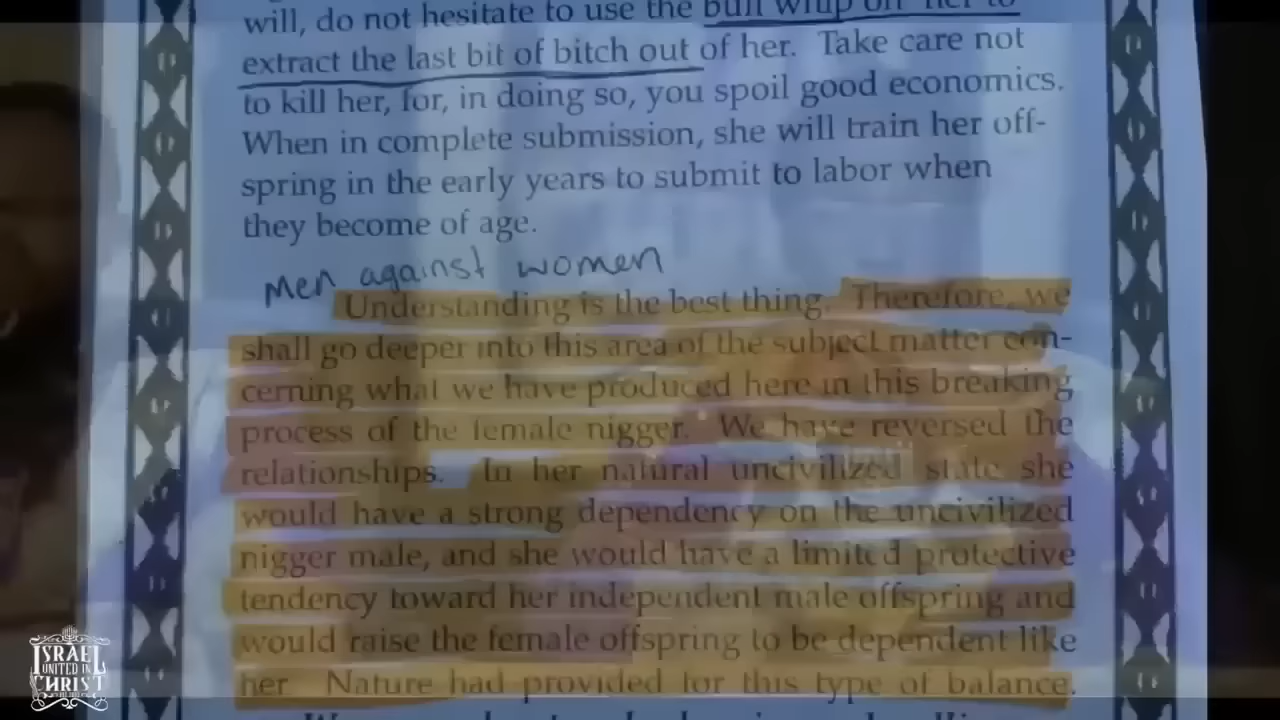 will, do not hesitate to use the bull whip on her to
extract the last bit of bitch out of her. Take care not
to kill her, for, in doing so, you spoil good economics.
When in complete submission, she will train her off-
spring in the early years to submit to labor when
they become of age.
Men against women
Understanding is the best thing. Therefore, we
shall go deeper into this area of the subject matter con-
cerning what we have produced here in this breaking
process of the female nigger. We have reversed the
relationships. In her natural uncivilized state she
would have a strong dependency on the uncivilized
nigger male, and she would have a limited protective
tendency toward her independent male offspring and
would raise the female offspring to be dependent like
her. Nature had provided for this type of balance.
ISRAEL
UNITED IN
CHRIST